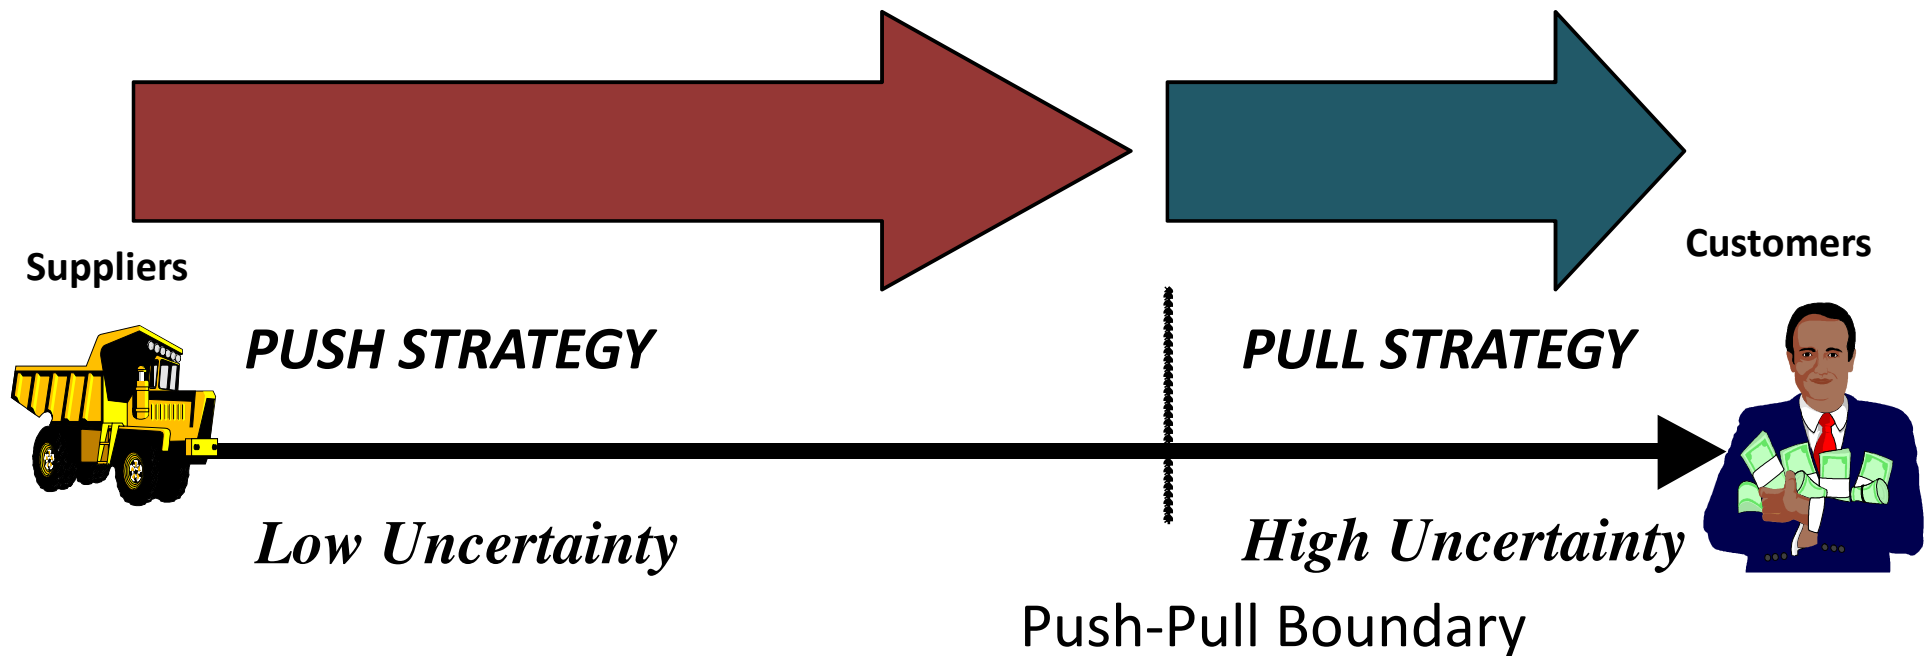 Suppliers
Customers
PUSH STRATEGY
PULL STRATEGY
Low Uncertainty
High Uncertainty
Push-Pull Boundary